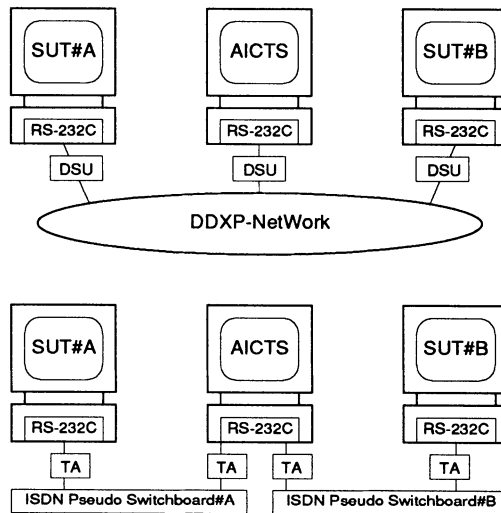 SUT#A AICTS SUT#B
RS-232C RS-232C RS-232C
DSU DSU DSU
DDXP-NetWork
SUT#A AICTS SUT#B
RS-232C RS-232C RS-232C
TA TA TA TA
ISDN Pseudo Switchboard#A ISDN Pseudo Switchboard#B